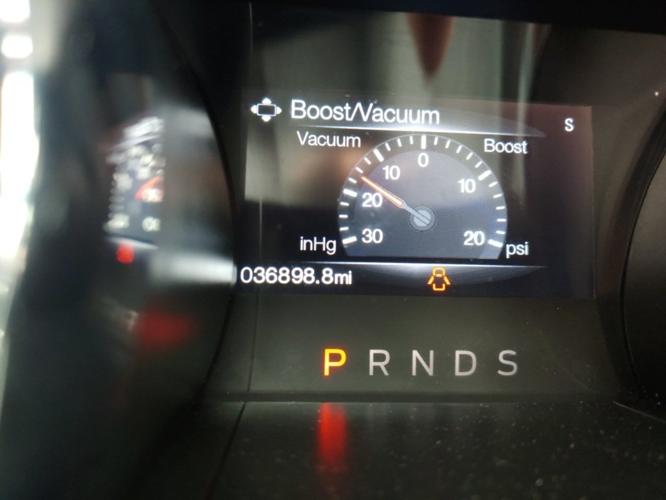 Boost/Vacuum
S
Vacuum 0 Boost
10 10
20
inHg 30 20 psi
036898.8mi
P R N D S